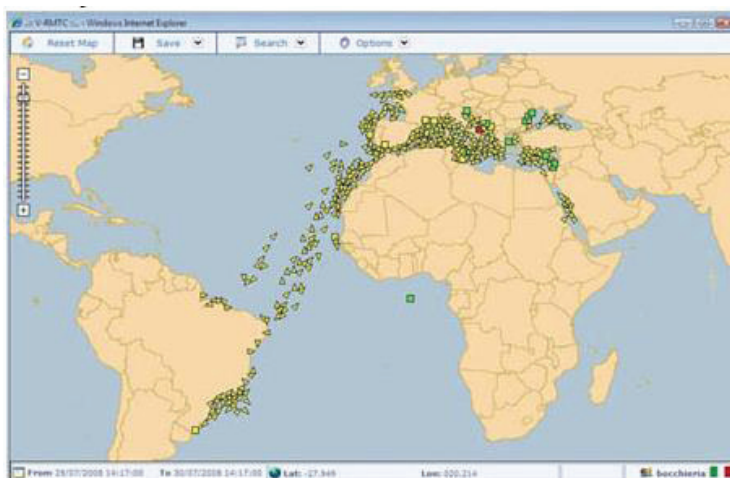 V-RMTC - Windows Internet Explorer
Reset Map Save Search Options
From 28/07/2008 14:17:00 To 30/07/2008 14:17:00 Lat: -27.949 Lon: 020.214 bocchieria